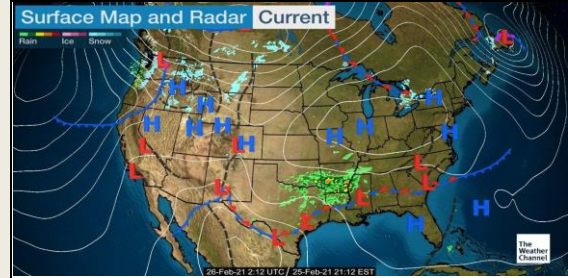 Surface Map and Radar Current
Rain Ice Snow
L
L
H
H
L
H
H
H
H
L
H
H
H
H
L
L
L
L
L
L
L
L
L
H
H
26-Feb-21 2:12 UTC / 25-Feb-21 21:12 EST
The
Weather
Channel